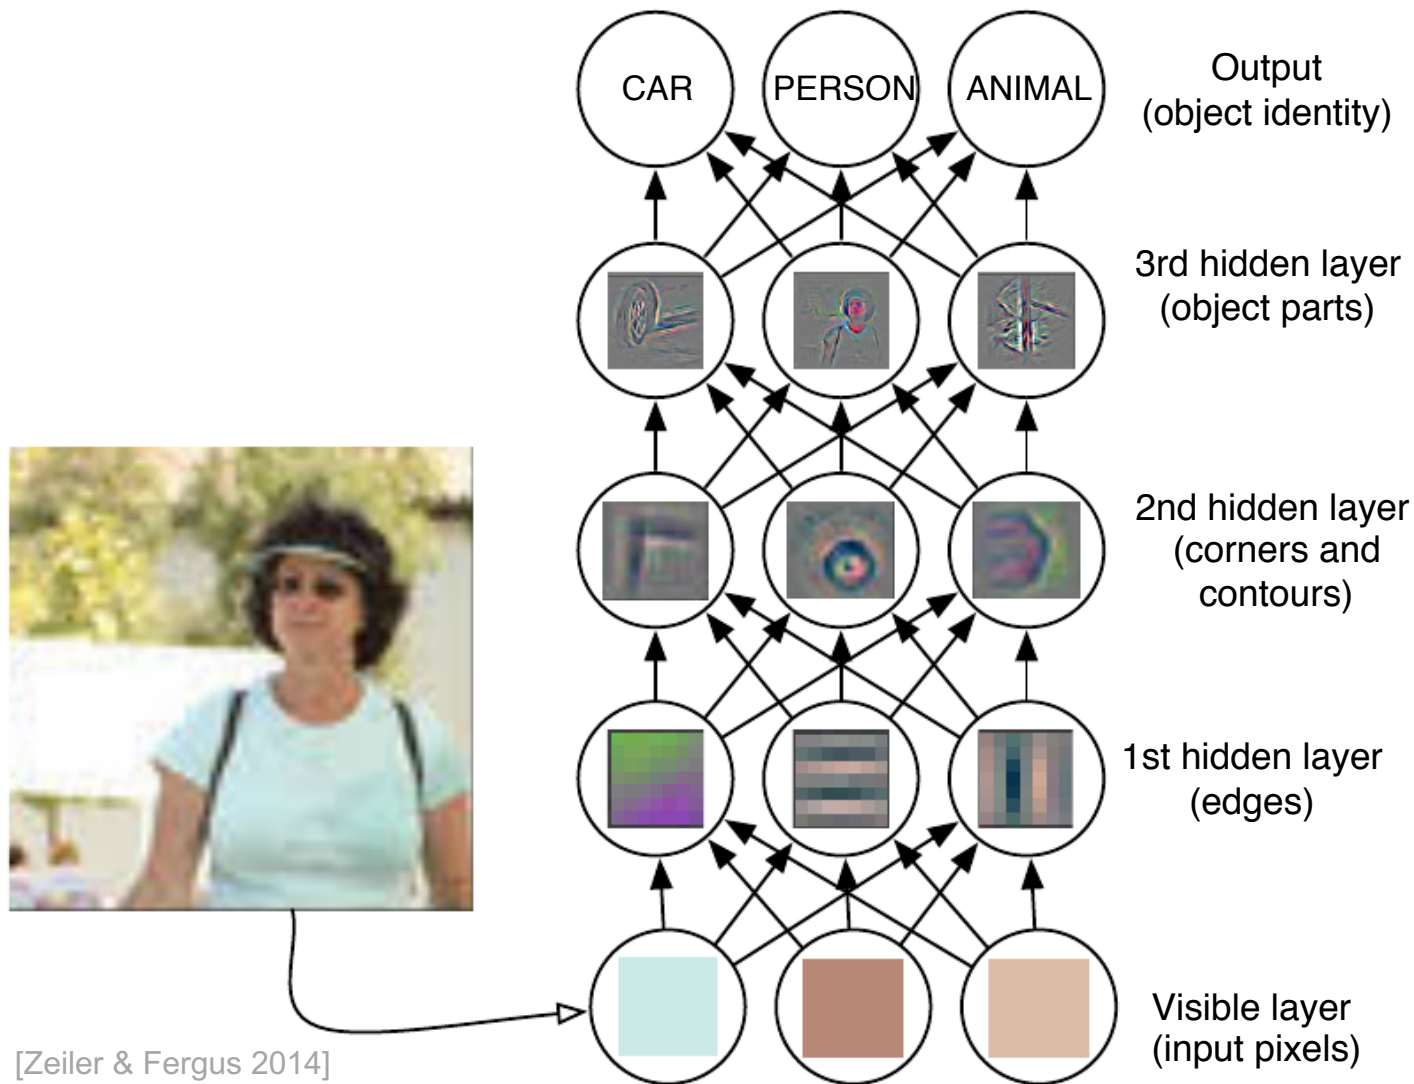 CAR
PERSON
ANIMAL
Output
(object identity)
3rd hidden layer
(object parts)
2nd hidden layer
(corners and
contours)
1st hidden layer
(edges)
Visible layer
(input pixels)
[Zeiler & Fergus 2014]